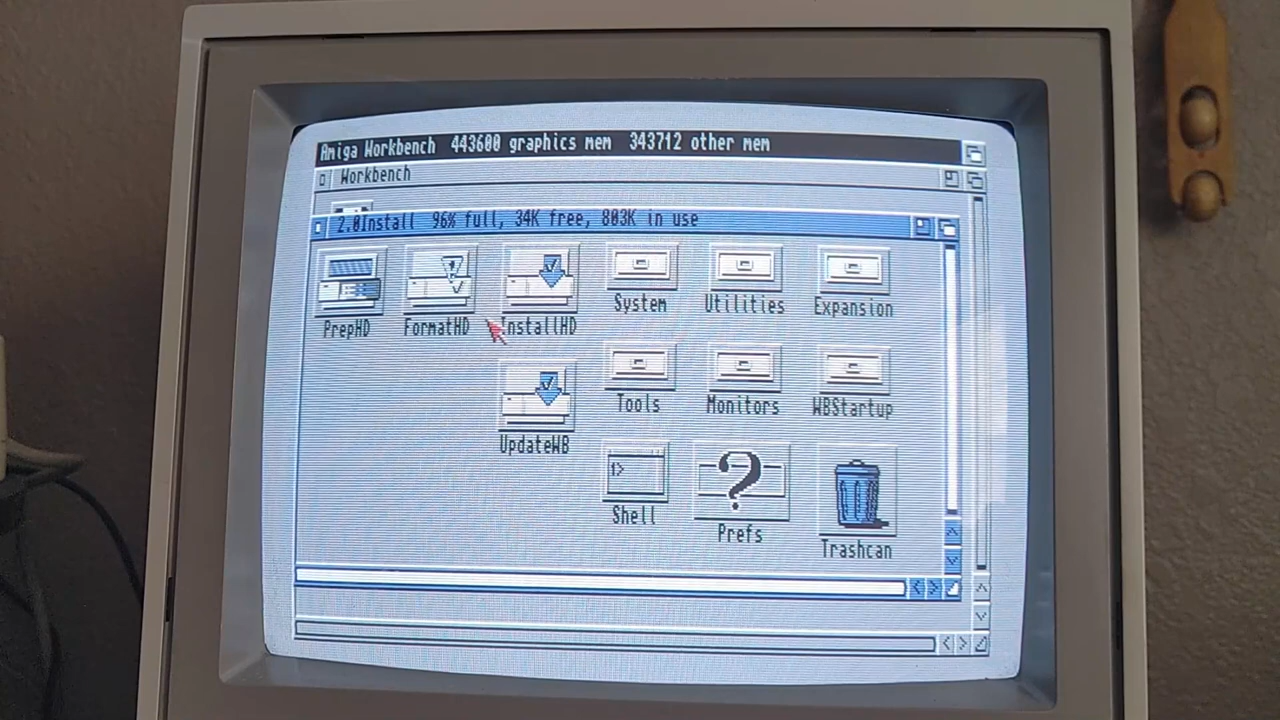 Amiga Workbench 443600 graphics mem 343712 other mem
Workbench
2.0Install 96% full, 34K free, 803K in use
PrepHD FormatHD InstallHD System Utilities Expansion
UpdateWB Tools Monitors WBStartup
1>
Shell Prefs Trashcan
?